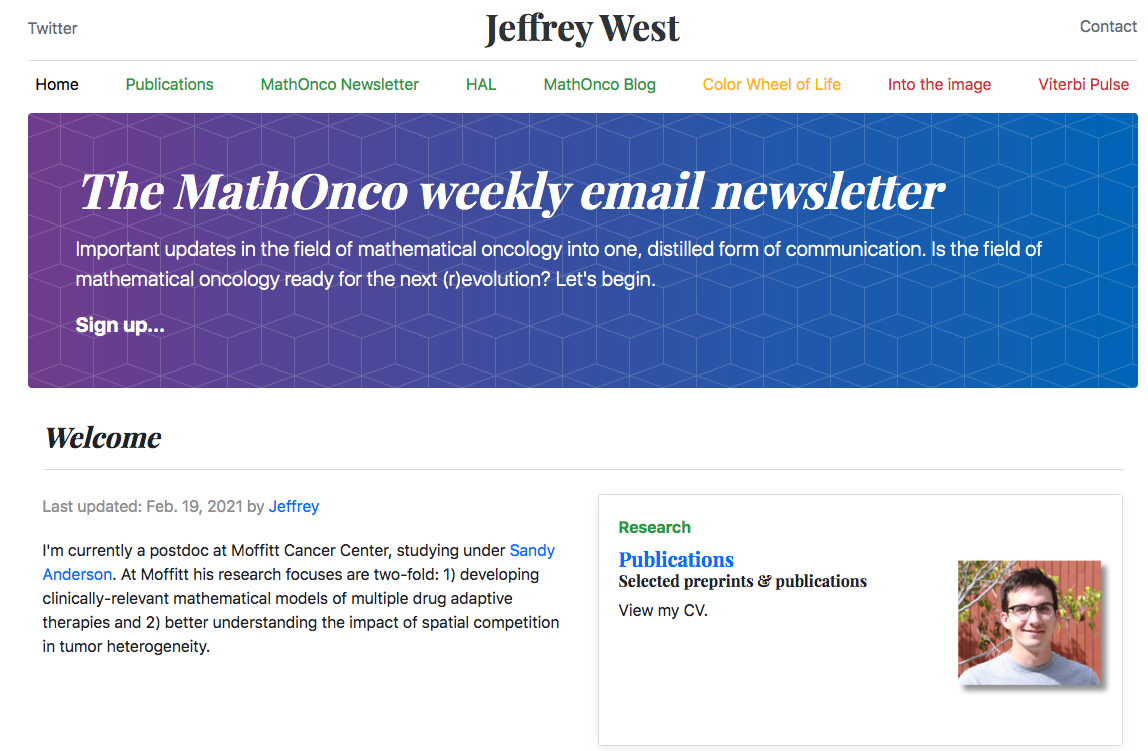 Twitter
Jeffrey West
Contact
Home Publications MathOnco Newsletter HAL MathOnco Blog Color Wheel of Life Into the image Viterbi Pulse
The MathOnco weekly email newsletter
Important updates in the field of mathematical oncology into one, distilled form of communication. Is the field of
mathematical oncology ready for the next (r)evolution? Let's begin.
Sign up...
Welcome
Last updated: Feb. 19, 2021 by Jeffrey
I'm currently a postdoc at Moffitt Cancer Center, studying under Sandy
Anderson. At Moffitt his research focuses are two-fold: 1) developing
clinically-relevant mathematical models of multiple drug adaptive
therapies and 2) better understanding the impact of spatial competition
in tumor heterogeneity.
Research
Publications
Selected preprints & publications
View my CV.